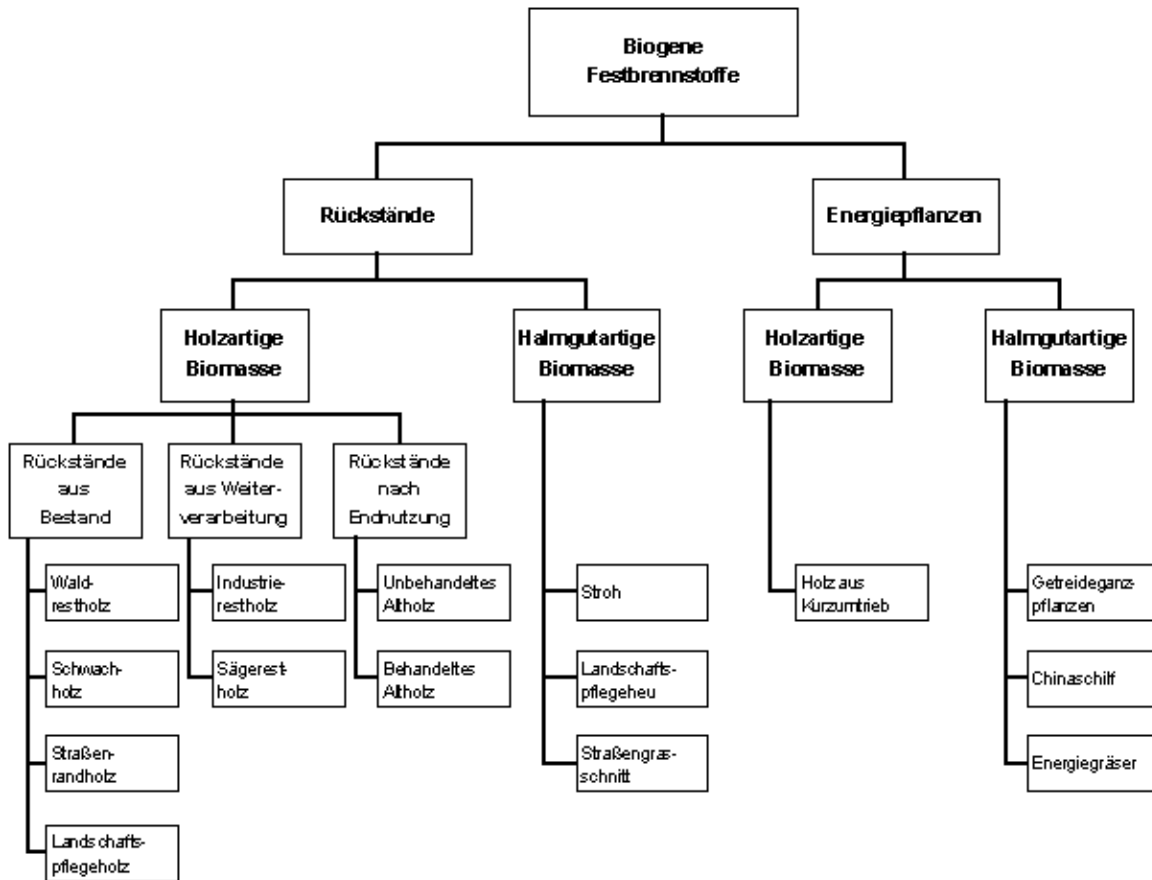 Biogene
Festbrennstoffe
Rückstände
Energiepflanzen
Holzartige
Biomasse
Halmgutartige
Biomasse
Holzartige
Biomasse
Halmgutartige
Biomasse
Rückstände
aus
Bestand
Rückstände
aus Weiter-
verarbeitung
Rückstände
nach
Endnutzung
Wald-
restholz
Schwach-
holz
Straßen-
randholz
Landschafts-
pflegeholz
Industrie-
restholz
Sägerest-
holz
Unbehandeltes
Altholz
Behandeltes
Altholz
Stroh
Landschafts-
pflegeheu
Straßengras-
schnitt
Holz aus
Kurzumtrieb
Getreideganz-
pflanzen
Chinaschilf
Energiegräser